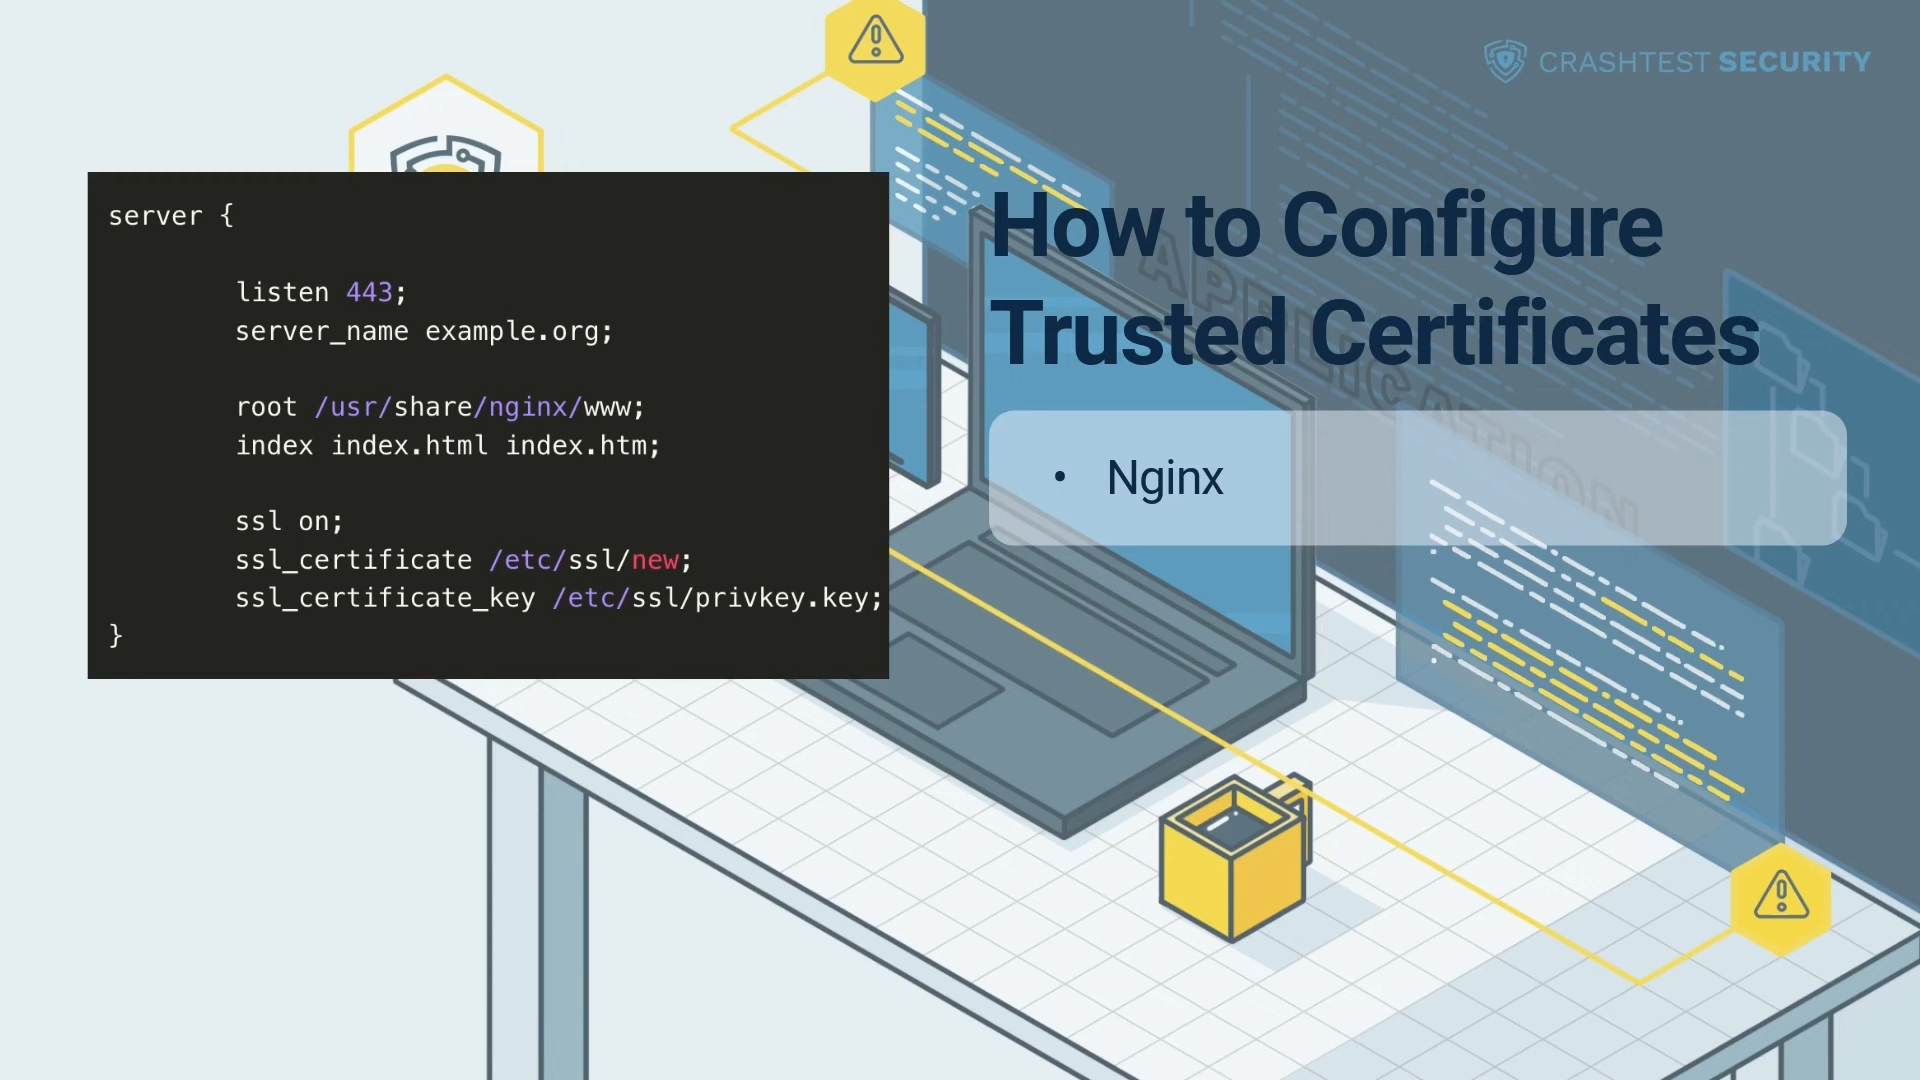 CRASHTEST SECURITY
server {
listen 443;
server_name example.org;
root /usr/share/nginx/www;
index index.html index.htm;
ssl on;
ssl_certificate /etc/ssl/new;
ssl_certificate_key /etc/ssl/privkey.key;
}
How to Configure
Trusted Certificates
• Nginx
APPLICATION